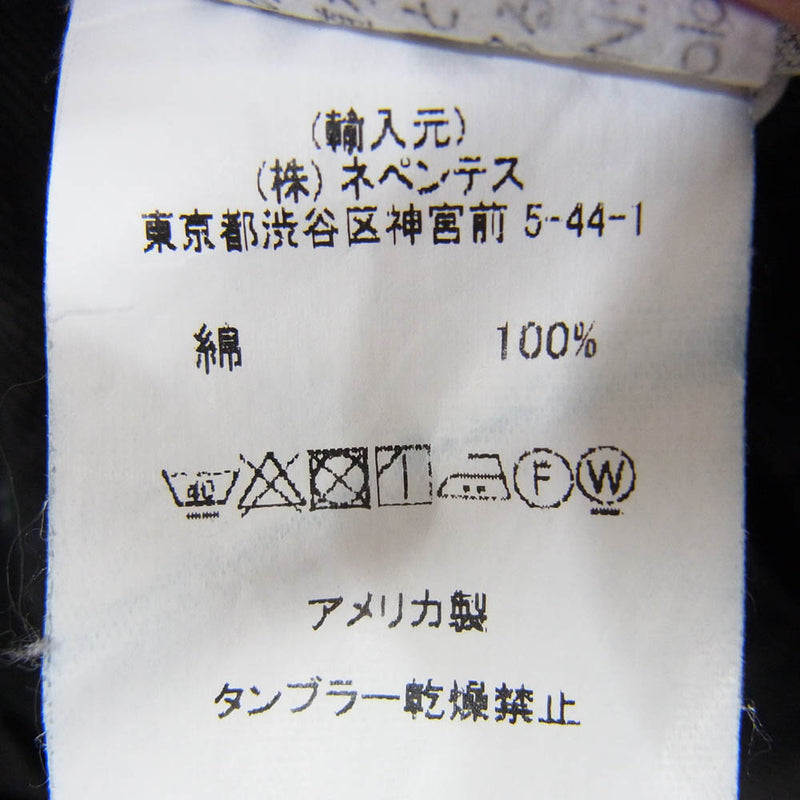 (輸入元)
(株)ネペンテス
東京都渋谷区神宮前 5-44-1
綿 100%
40 F W
アメリカ製
タンブラー乾燥禁止